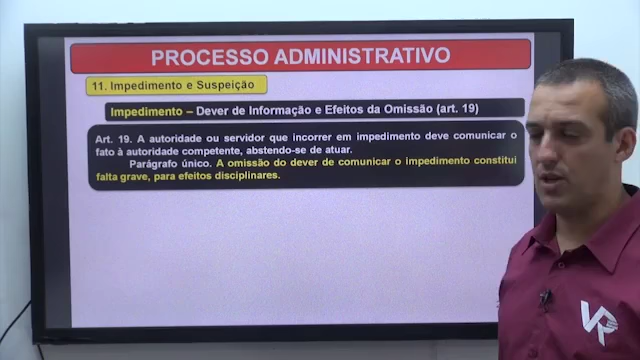 PROCESSO ADMINISTRATIVO
11. Impedimento e Suspeição
Impedimento – Dever de Informação e Efeitos da Omissão (art. 19)
Art. 19. A autoridade ou servidor que incorrer em impedimento deve comunicar o
fato à autoridade competente, abstendo-se de atuar.
Parágrafo único. A omissão do dever de comunicar o impedimento constitui
falta grave, para efeitos disciplinares.